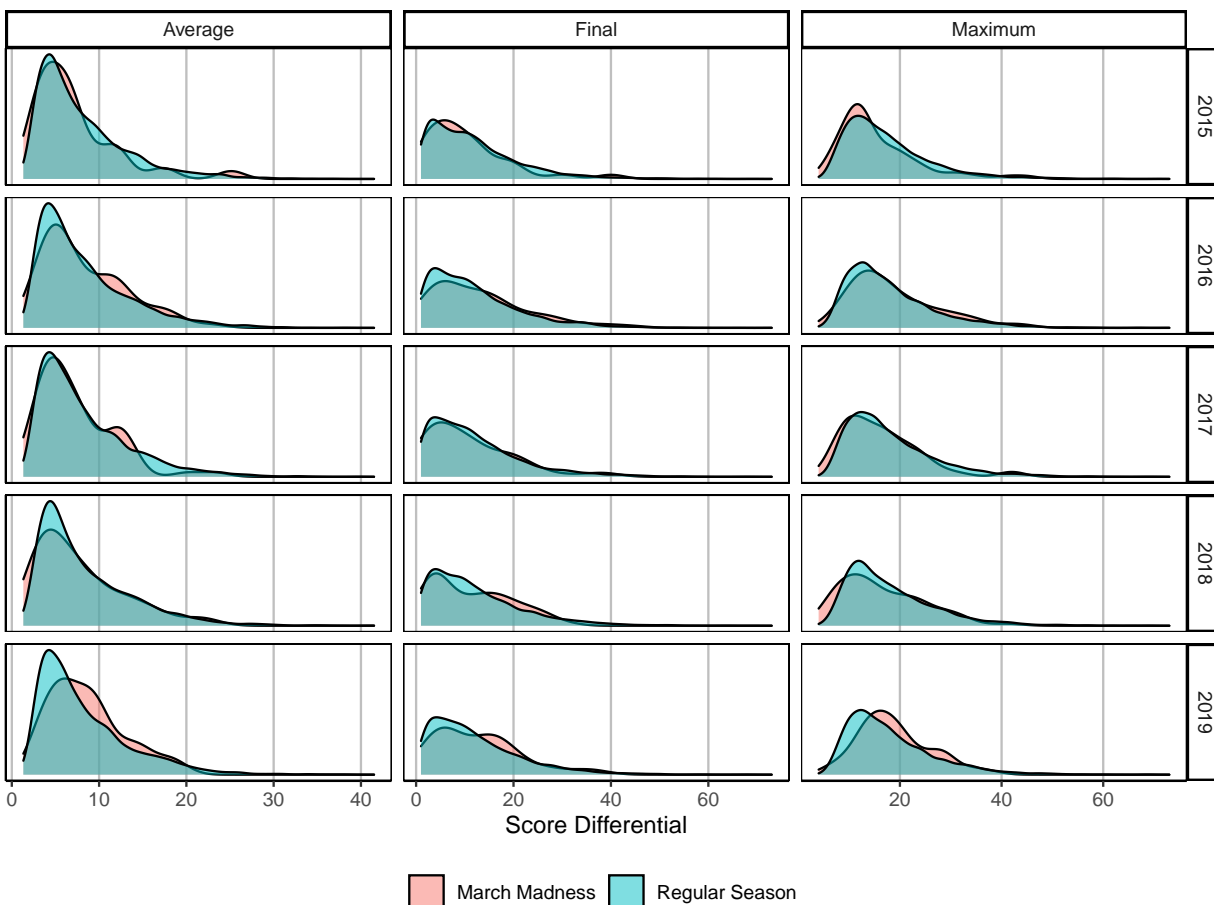 Average Final Maximum
2015
2016
2017
2018
2019
0 10 20 30 40 0 20 40 60 20 40 60
Score Differential
March Madness Regular Season